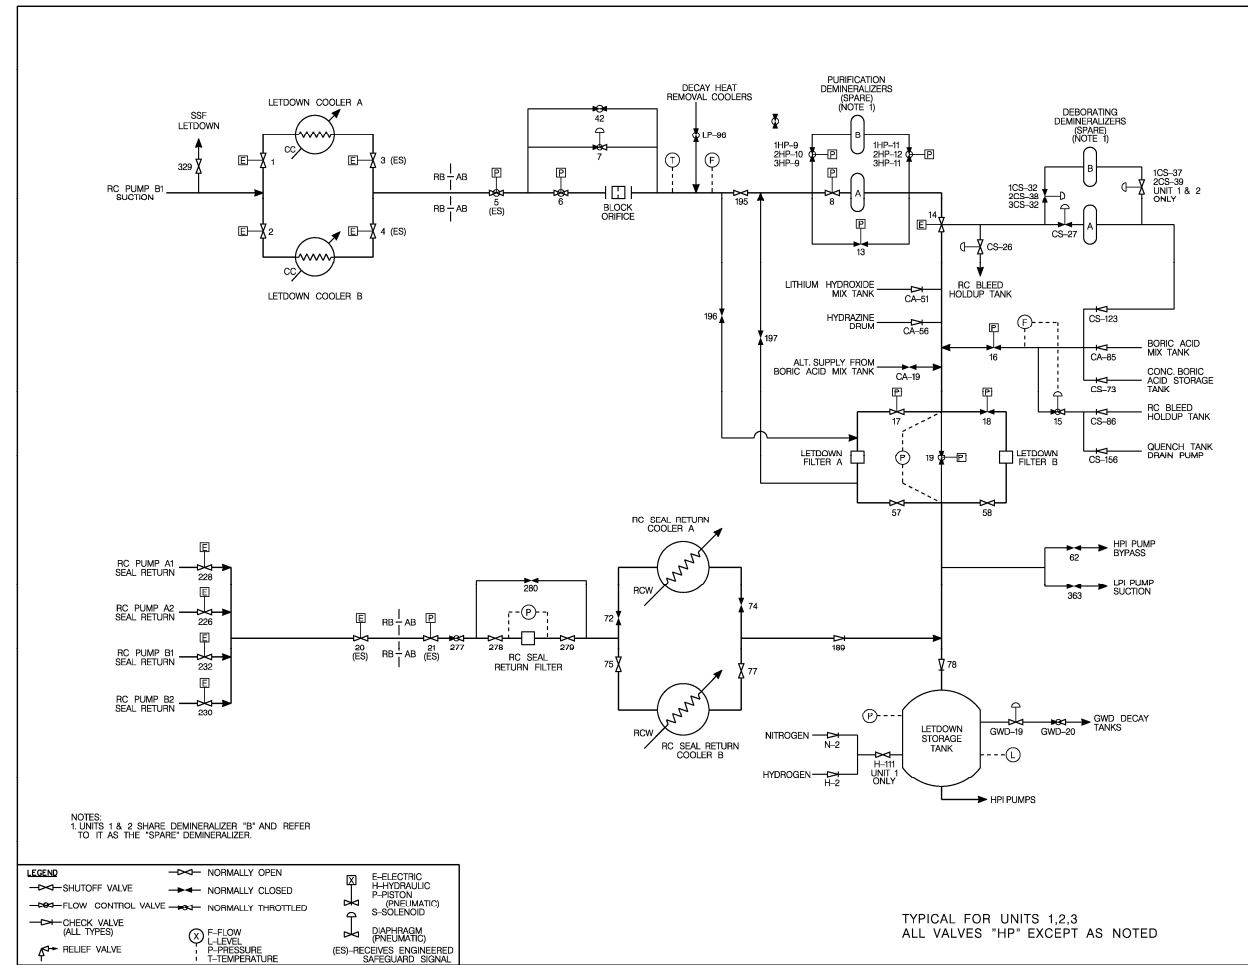 DECAY HEAT
REMOVAL COOLERS
PURIFICATION
DEMINERALIZERS
(SPARE)
(NOTE 1)
DEBORATING
DEMINERALIZERS
(SPARE)
(NOTE 1)
SSF
LETDOWN
329
LETDOWN COOLER A
CC
E
1
E
3 (ES)
RC PUMP B1
SUCTION
E
2
E
4 (ES)
CC
LETDOWN COOLER B
RB
AB
RB
AB
P
5
(ES)
P
6
42
7
BLOCK
ORIFICE
T
F
LP-96
195
1HP-9
2HP-10
3HP-9
P
B
1HP-11
2HP-12
3HP-11
P
P
8
A
P
13
14
E
1CS-32
2CS-38
3CS-32
B
1CS-37
2CS-39
UNIT 1 & 2
ONLY
CS-27
A
CS-26
RC BLEED
HOLDUP TANK
LITHIUM HYDROXIDE
MIX TANK
CA-51
HYDRAZINE
DRUM
CA-56
196
197
ALT. SUPPLY FROM
BORIC ACID MIX TANK
CA-19
P
16
F
CS-123
CA-85
BORIC ACID
MIX TANK
CS-73
CONC. BORIC
ACID STORAGE
TANK
15
CS-86
RC BLEED
HOLDUP TANK
CS-156
QUENCH TANK
DRAIN PUMP
P
17
P
18
LETDOWN
FILTER A
P
19
P
LETDOWN
FILTER B
57
58
62
HPI PUMP
BYPASS
363
LPI PUMP
SUCTION
RC PUMP A1
SEAL RETURN
E
228
RC PUMP A2
SEAL RETURN
E
226
RC PUMP B1
SEAL RETURN
E
232
RC PUMP B2
SEAL RETURN
E
230
E
20
(ES)
RB
AB
RB
AB
P
21
(ES)
277
278
280
P
279
RC SEAL
RETURN FILTER
RC SEAL RETURN
COOLER A
RCW
72
74
75
77
RCW
RC SEAL RETURN
COOLER B
189
78
P
LETDOWN
STORAGE
TANK
L
GWD-19
GWD-20
GWD DECAY
TANKS
NITROGEN
N-2
HYDROGEN
H-2
H-111
UNIT 1
ONLY
HPI PUMPS
NOTES:
1. UNITS 1 & 2 SHARE DEMINERALIZER "B" AND REFER
TO IT AS THE "SPARE" DEMINERALIZER.
LEGEND
SHUTOFF VALVE
FLOW CONTROL VALVE
CHECK VALVE
(ALL TYPES)
RELIEF VALVE
NORMALLY OPEN
NORMALLY CLOSED
NORMALLY THROTTLED
X
F-FLOW
L-LEVEL
P-PRESSURE
T-TEMPERATURE
X
E-ELECTRIC
H-HYDRAULIC
P-PISTON
(PNEUMATIC)
S-SOLENOID
DIAPHRAGM
(PNEUMATIC)
(ES)-RECEIVES ENGINEERED
SAFEGUARD SIGNAL
TYPICAL FOR UNITS 1,2,3
ALL VALVES "HP" EXCEPT AS NOTED